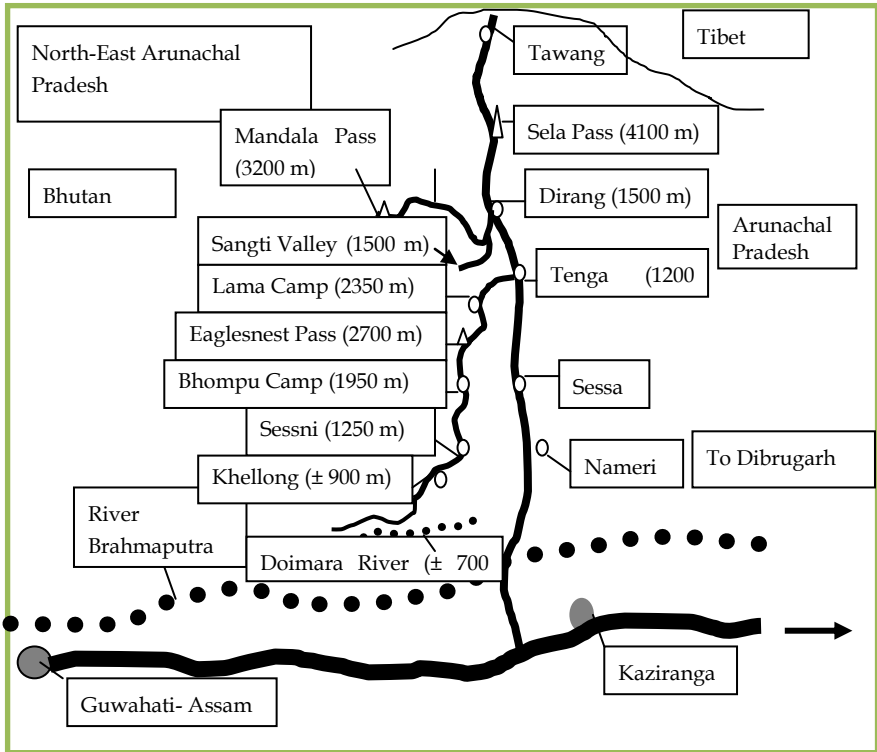 North-East Arunachal
Pradesh
Tibet
Tawang
Mandala Pass
(3200 m)
Sela Pass (4100 m)
Bhutan
Dirang (1500 m)
Arunachal
Pradesh
Sangti Valley (1500 m)
Tenga (1200
Lama Camp (2350 m)
Eaglesnest Pass (2700 m)
Bhompu Camp (1950 m)
Sessa
Sessni (1250 m)
Nameri
To Dibrugarh
Khellong (± 900 m)
River
Brahmaputra
Doimara River (± 700
Kaziranga
Guwahati- Assam